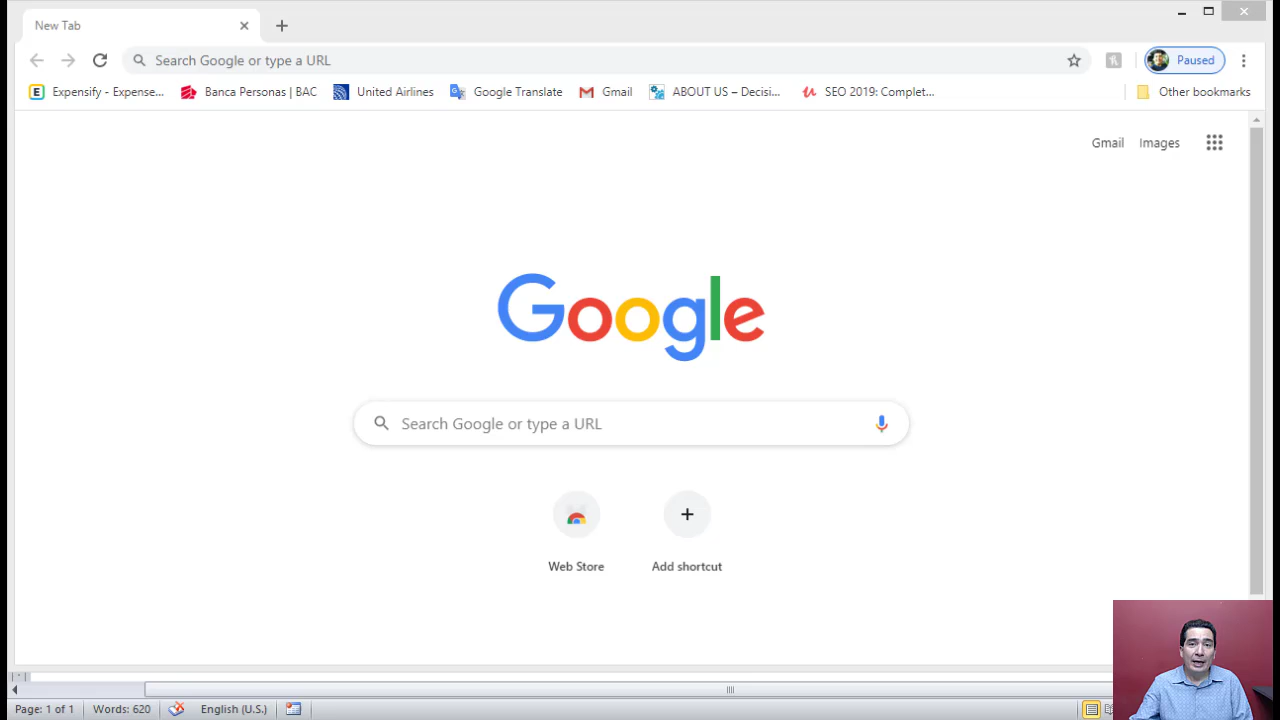 New Tab
Search Google or type a URL
Paused
Expensify - Expense...
Banca Personas | BAC
United Airlines
Google Translate
Gmail
ABOUT US – Decisi...
SEO 2019: Complet...
Other bookmarks
Gmail
Images
Google
Search Google or type a URL
Web Store
Add shortcut
Page: 1 of 1
Words: 620
English (U.S.)